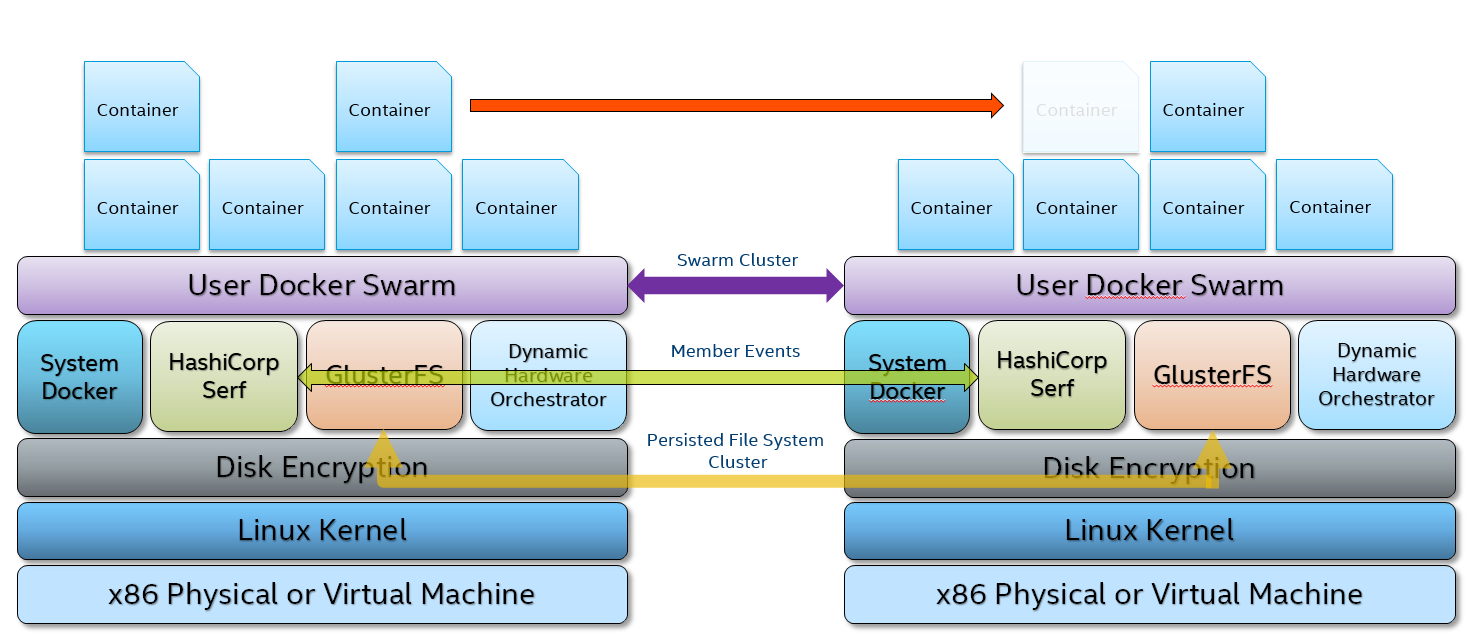 Container
Container
Container
Container
Container
Container
Container
Container
Container
Container
Container
Container
User Docker Swarm
Swarm Cluster
User Docker Swarm
System
Docker
HashiCorp
Serf
GlusterFS
Dynamic
Hardware
Orchestrator
Member Events
System
Docker
HashiCorp
Serf
GlusterFS
Dynamic
Hardware
Orchestrator
Disk Encryption
Persisted File System
Cluster
Disk Encryption
Linux Kernel
Linux Kernel
x86 Physical or Virtual Machine
x86 Physical or Virtual Machine